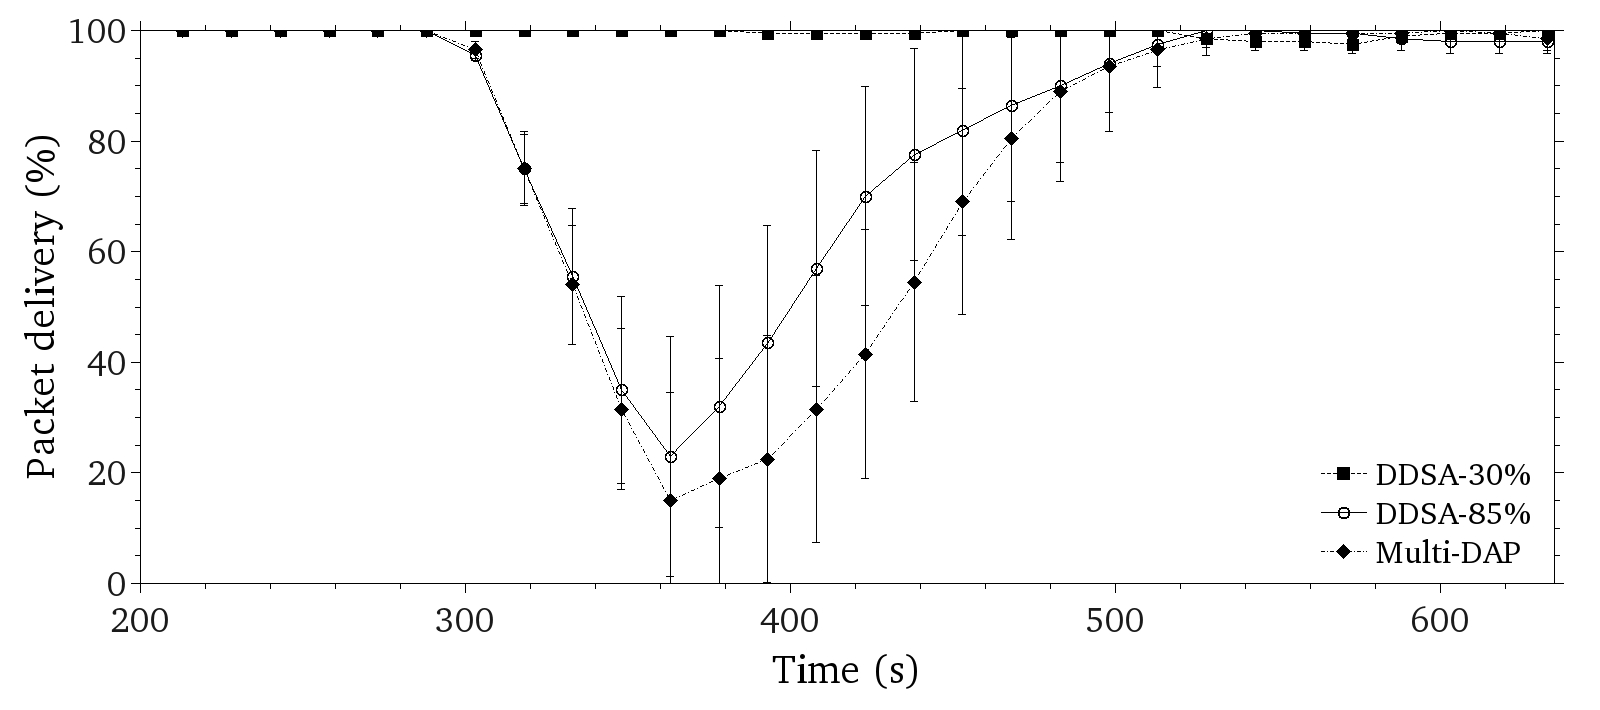 100
80
60
40
20
0
Packet delivery (%)
200 300 400 500 600
Time (s)
DDSA-30%
DDSA-85%
Multi-DAP